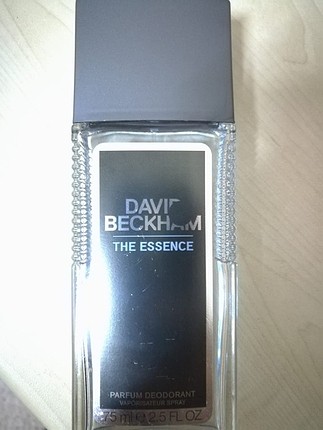 DAVID
BECKHAM
THE ESSENCE
PARFUM DEODORANT
VAPORISATEUR SPRAY
75 ml e 2.5 FL OZ